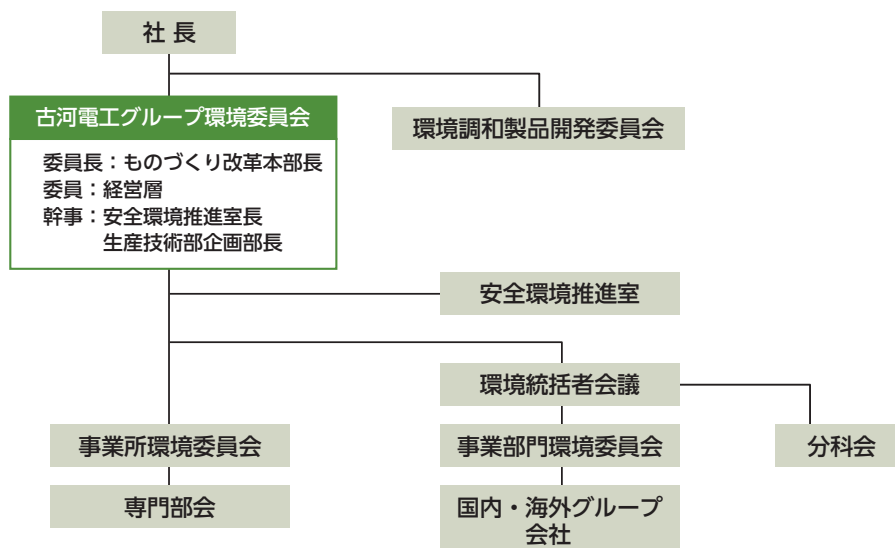 社 長
古河電工グループ環境委員会
環境調和製品開発委員会
委員長：ものづくり改革本部長
委員：経営層
幹事：安全環境推進室長
生産技術部企画部長
安全環境推進室
環境統括者会議
事業所環境委員会
事業部門環境委員会
分科会
専門部会
国内・海外グループ
会社